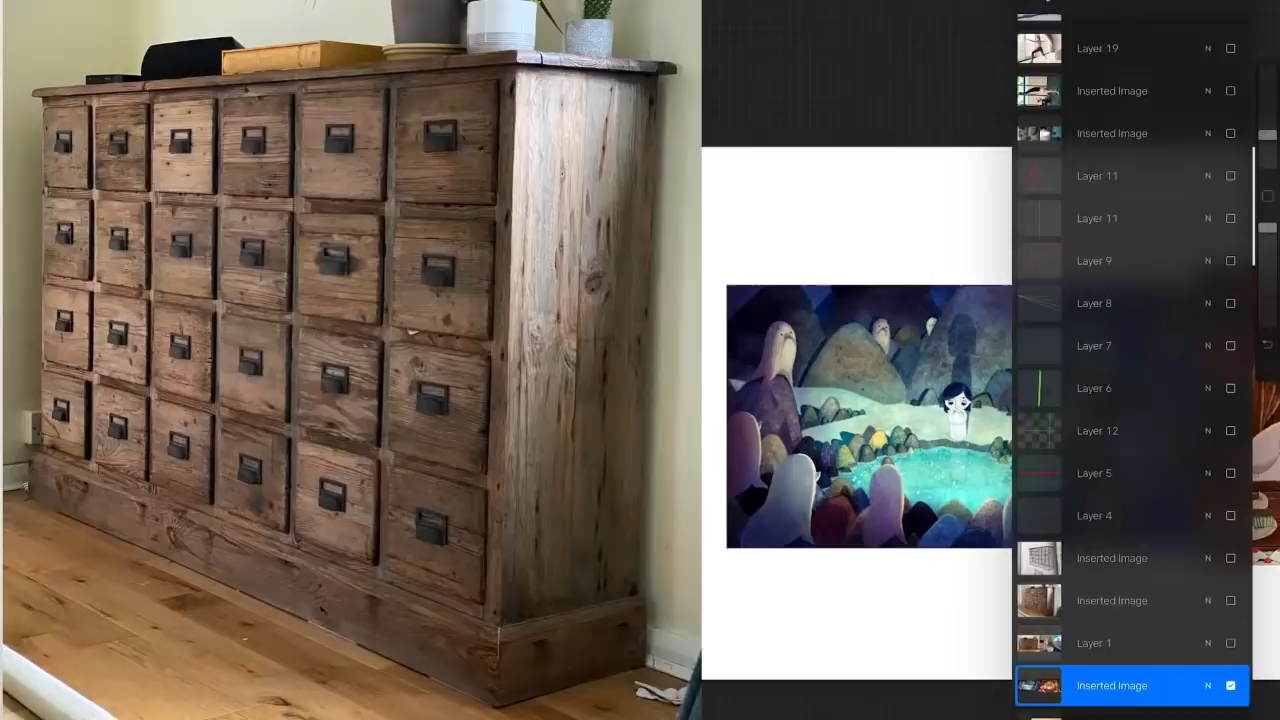 Layer 19 N
Inserted Image N
Inserted Image N
Layer 11 N
Layer 11 N
Layer 9 N
Layer 8 N
Layer 7 N
Layer 6 N
Layer 12 N
Layer 5 N
Layer 4 N
Inserted Image N
Inserted Image N
Layer 1 N
Inserted Image N